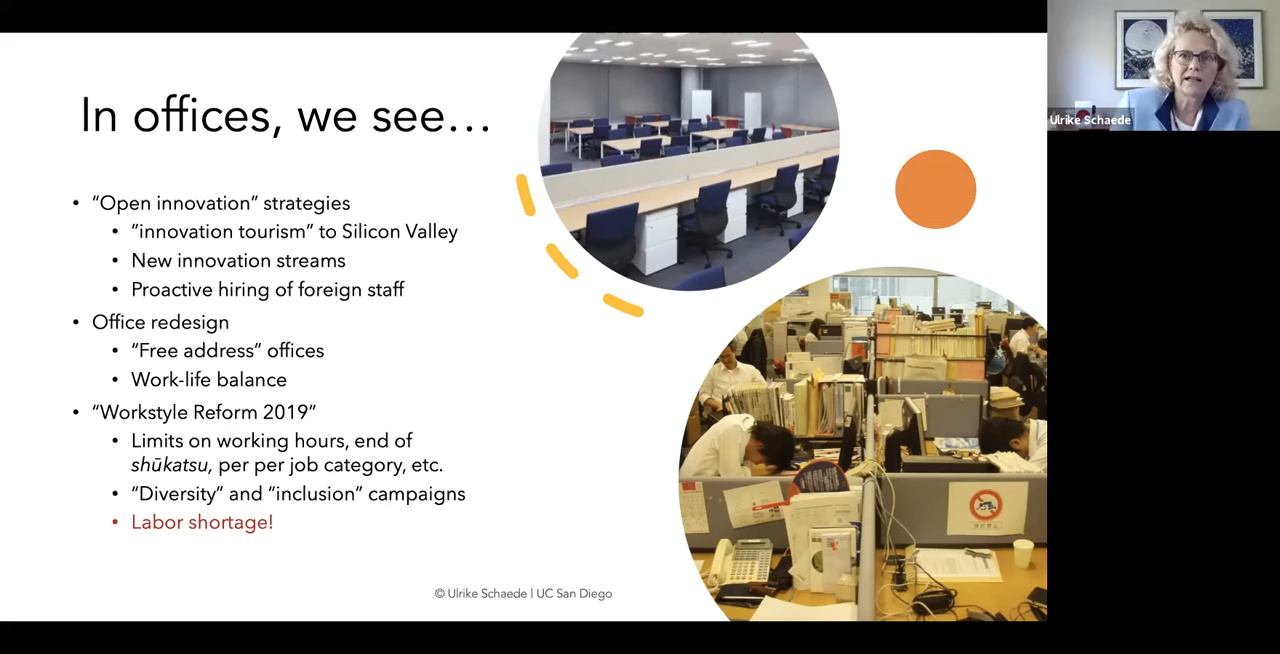 In offices, we see…
• “Open innovation” strategies
• ”innovation tourism” to Silicon Valley
• New innovation streams
• Proactive hiring of foreign staff
• Office redesign
• “Free address” offices
• Work-life balance
• “Workstyle Reform 2019”
• Limits on working hours, end of
shūkatsu, per per job category, etc.
• “Diversity” and “inclusion” campaigns
• Labor shortage!
© Ulrike Schaede | UC San Diego
Ulrike Schaede